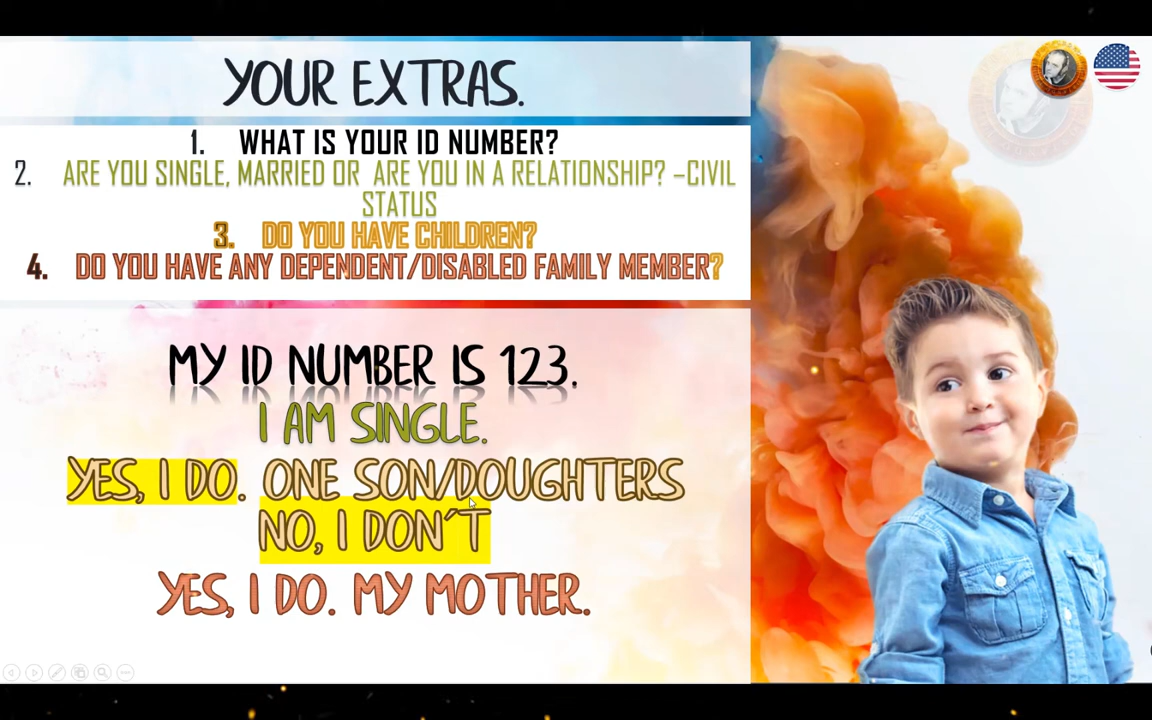 YOUR EXTRAS.
1. WHAT IS YOUR ID NUMBER?
2. ARE YOU SINGLE, MARRIED OR ARE YOU IN A RELATIONSHIP? –CIVIL
STATUS
3. DO YOU HAVE CHILDREN?
4. DO YOU HAVE ANY DEPENDENT/DISABLED FAMILY MEMBER?
MY ID NUMBER IS 123.
I AM SINGLE.
YES, I DO. ONE SON/DOUGHTERS
NO, I DON´T
YES, I DO. MY MOTHER.